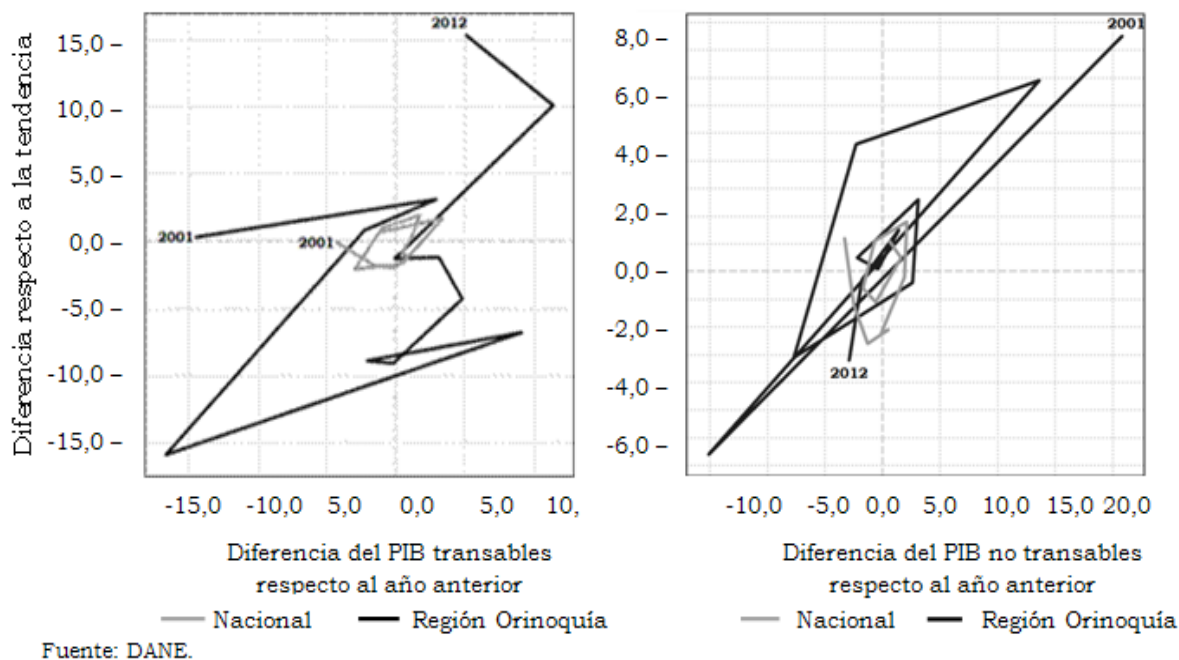 Diferencia respecto a la tendencia
15,0 –
10,0 –
5,0 –
0,0 –
-5,0 –
-10,0 –
-15,0 –
2012
2001
2001
-15,0 -10,0 5,0 0,0 5,0 10,
Diferencia del PIB transables
respecto al año anterior
Nacional Región Orinoquía
8,0 –
6,0 –
4,0 –
2,0 –
0,0 –
-2,0 –
-4,0 –
-6,0 –
2001
2012
-10,0 -5,0 0,0 5,0 10,0 15,0 20,0
Diferencia del PIB no transables
respecto al año anterior
Nacional Región Orinoquía
Fuente: DANE.